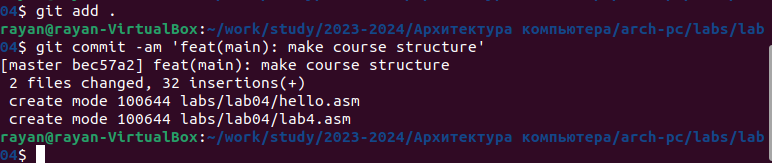 04$ git add .
rayan@rayan-VirtualBox:~/work/study/2023-2024/Архитектура компьютера/arch-pc/labs/lab
04$ git commit -am 'feat(main): make course structure'
[master bec57a2] feat(main): make course structure
 2 files changed, 32 insertions(+)
 create mode 100644 labs/lab04/hello.asm
 create mode 100644 labs/lab04/lab4.asm
rayan@rayan-VirtualBox:~/work/study/2023-2024/Архитектура компьютера/arch-pc/labs/lab
04$